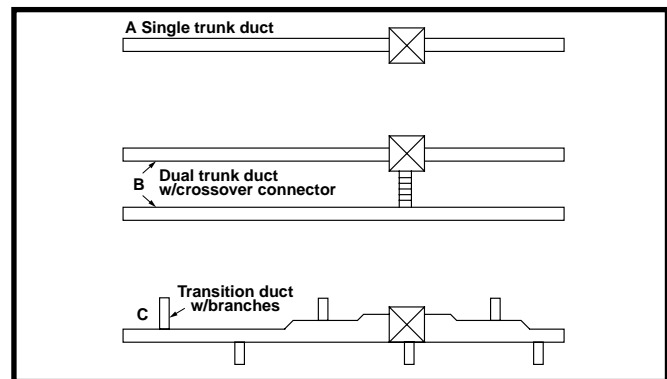 A Single trunk duct
B Dual trunk duct
w/crossover connector
Transition duct
C w/branches